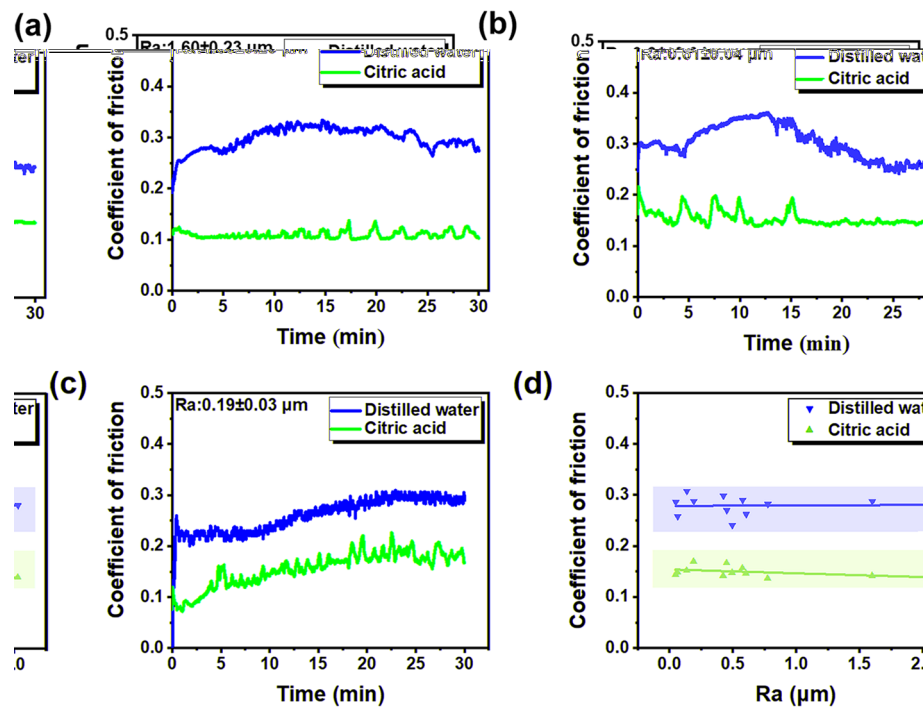 (a)
0.5
Ra:1.60±0.23 µm
Distilled water
Citric acid
0.4
0.3
0.2
0.1
0.0
Coefficient of friction
0 5 10 15 20 25 30
Time (min)
30
(b)
0.5
Distilled wat
Citric acid
0.4
0.3
0.2
0.1
0.0
Coefficient of friction
0 5 10 15 20 25
Time (min)
ter
(c)
0.5
Ra:0.19±0.03 µm
Distilled water
Citric acid
0.4
0.3
0.2
0.1
0.0
Coefficient of friction
0 5 10 15 20 25 30
Time (min)
ter
.0
(d)
0.5
Distilled wat
Citric acid
0.4
0.3
0.2
0.1
0.0
Coefficient of friction
0.0 0.5 1.0 1.5 2.
Ra (µm)